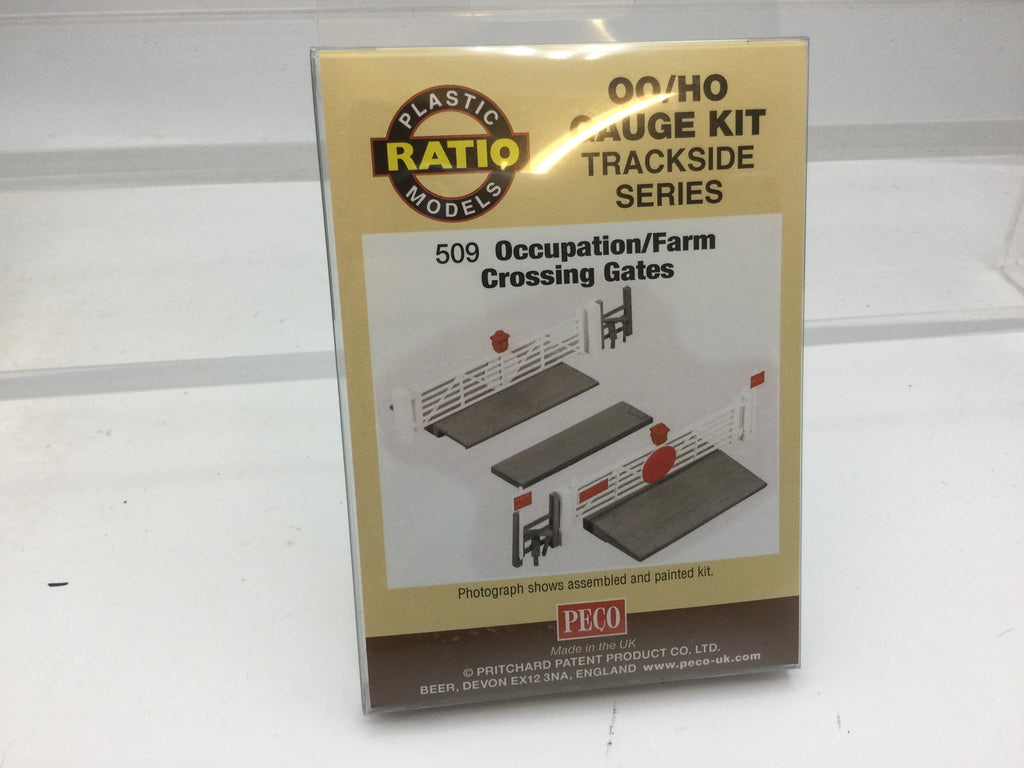 PLASTIC
RATIO
MODELS
OO/HO
GAUGE KIT
TRACKSIDE
SERIES
509 Occupation/Farm
Crossing Gates
Photograph shows assembled and painted kit.
PECO
Made in the UK
© PRITCHARD PATENT PRODUCT CO. LTD.
BEER, DEVON EX12 3NA, ENGLAND www.peco-uk.com